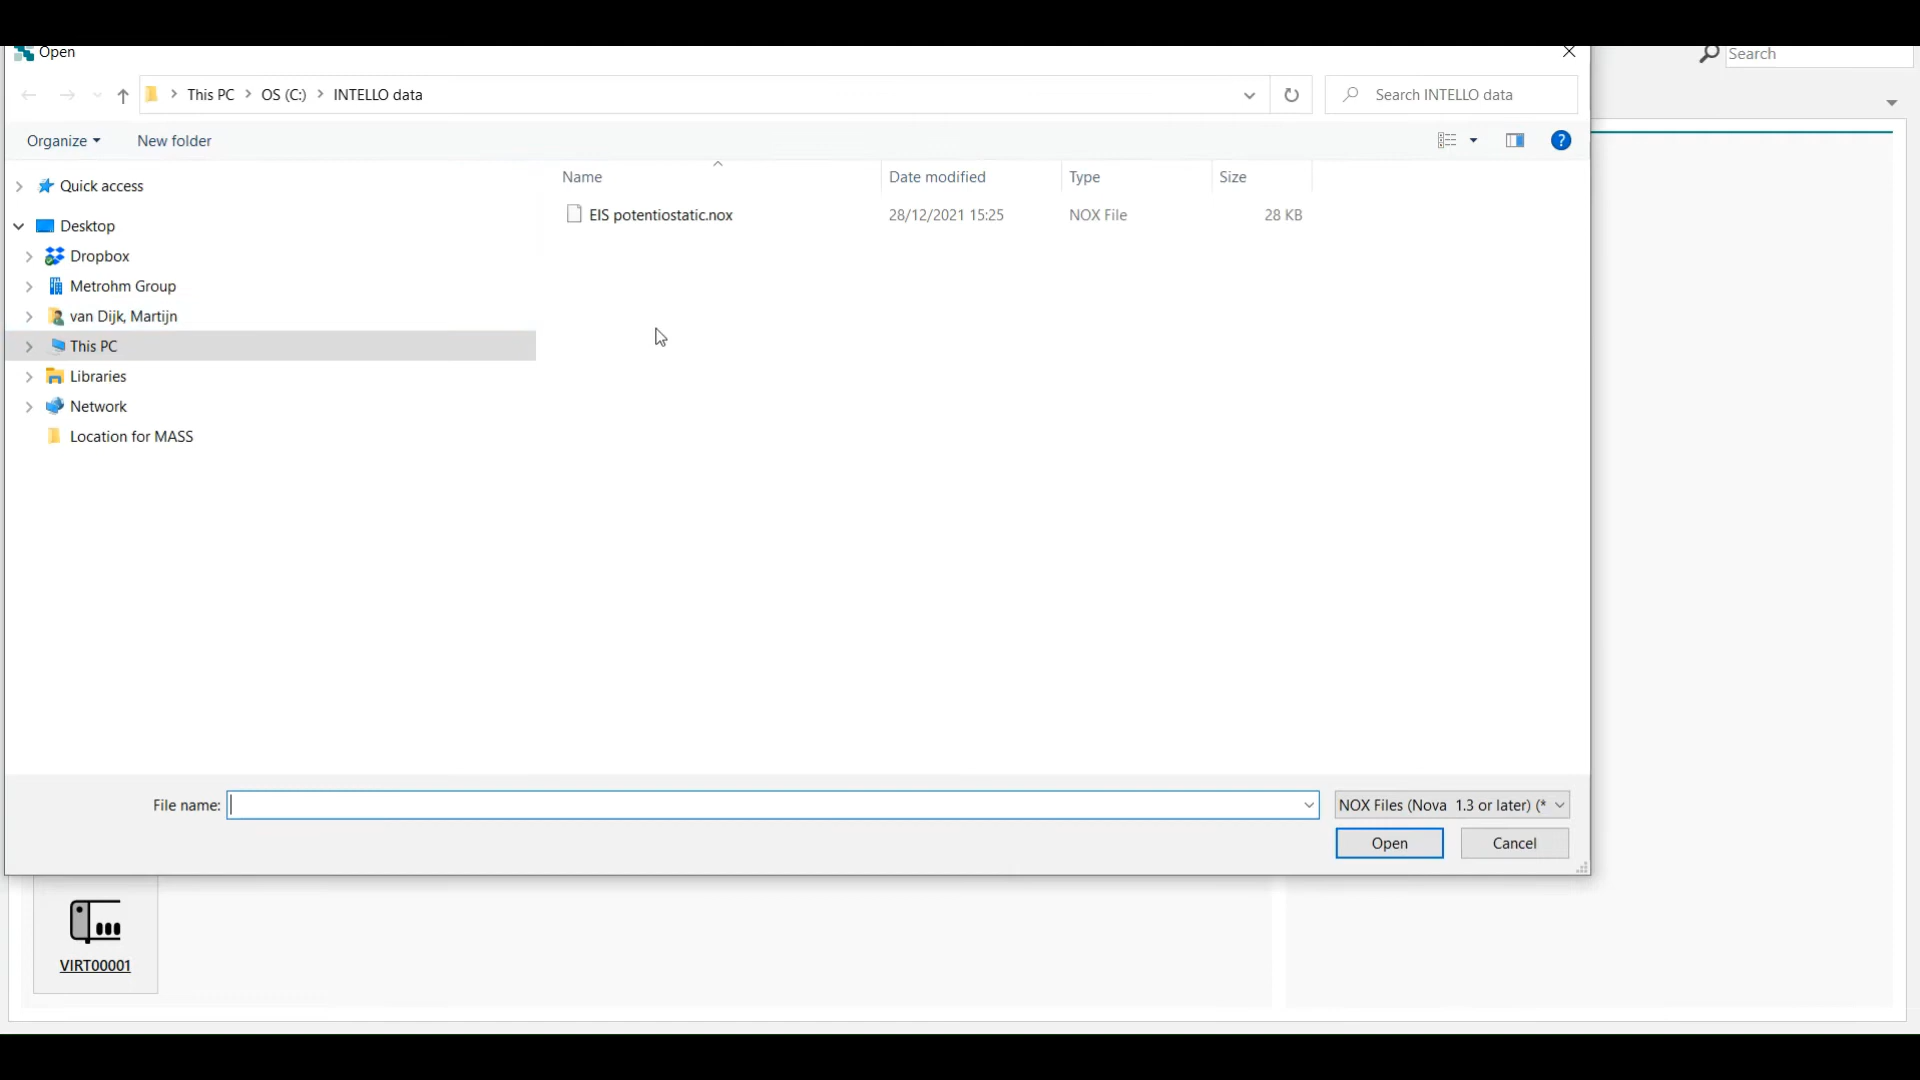 Open
Search
This PC > OS (C:) > INTELLO data
Search INTELLO data
Organize
New folder
Name
Date modified
Type
Size
EIS potentiostatic.nox
28/12/2021 15:25
NOX File
28 KB
Quick access
Desktop
Dropbox
Metrohm Group
van Dijk, Martijn
This PC
Libraries
Network
Location for MASS
File name:
NOX Files (Nova 1.3 or later) (*
Open
Cancel
VIRT00001